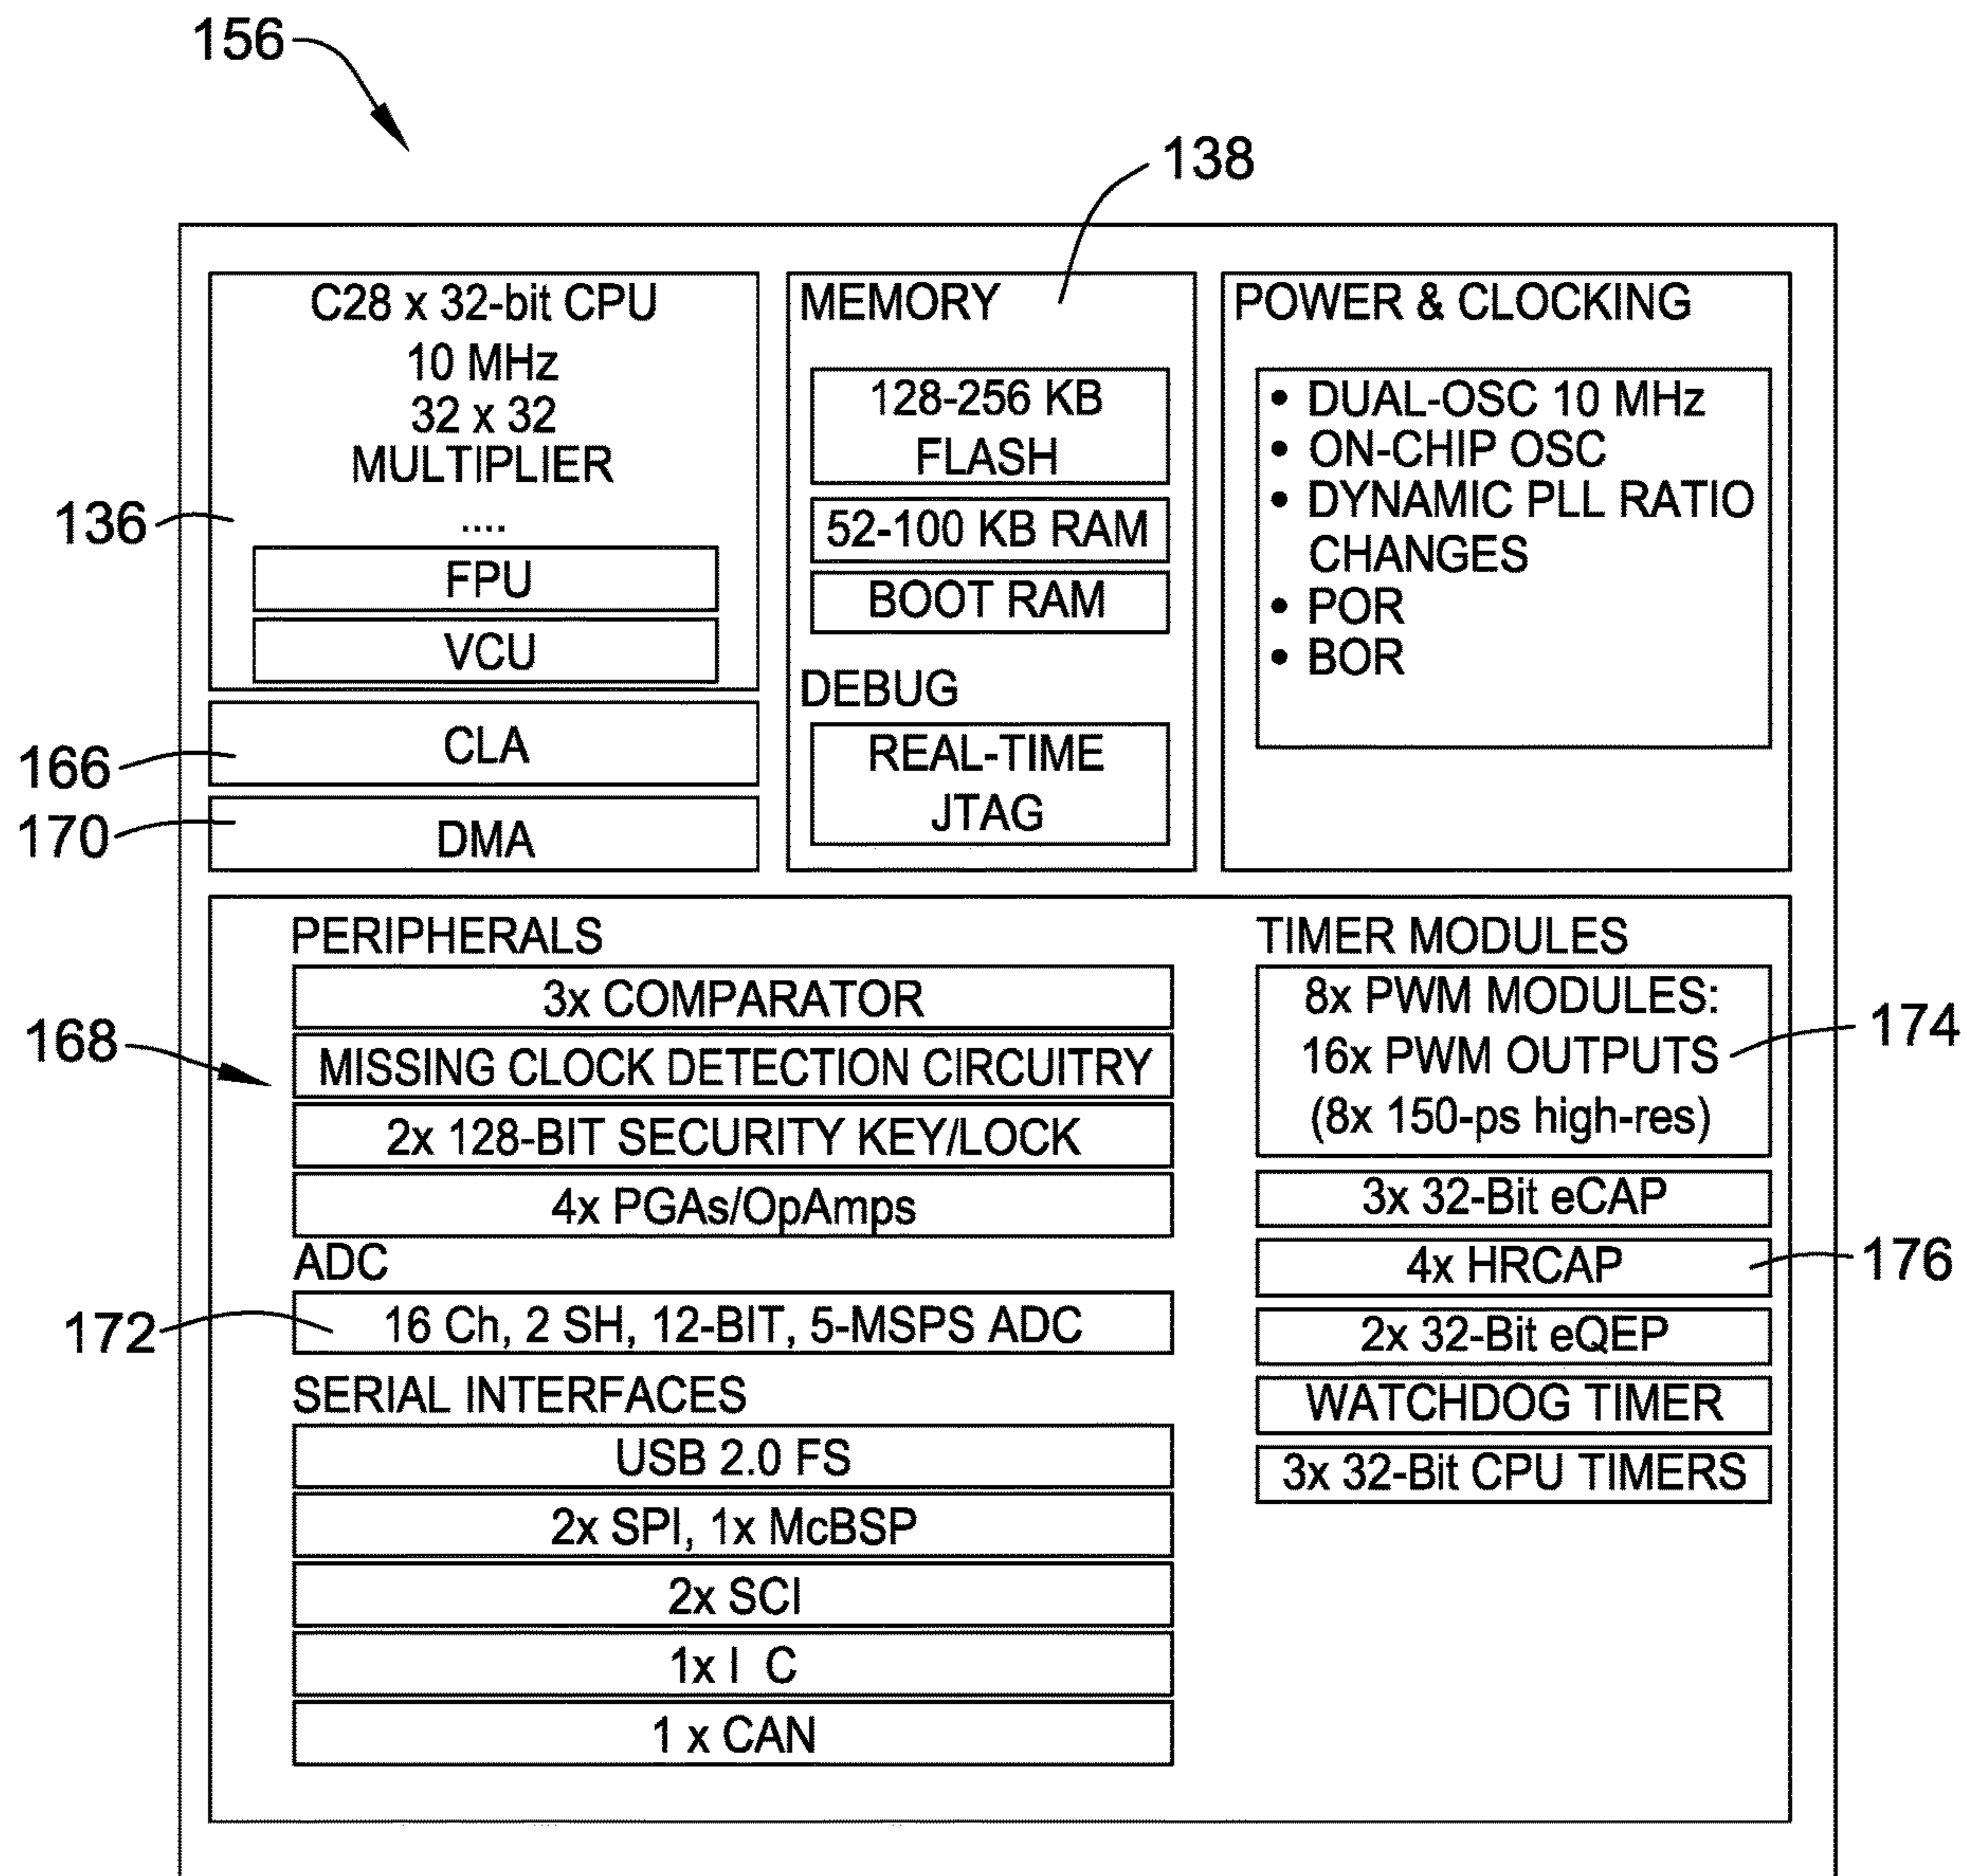 156
138
C28 x 32-bit CPU
10 MHz
32 x 32
MULTIPLIER
....
136
FPU
VCU
166
CLA
170
DMA
MEMORY
128-256 KB
FLASH
52-100 KB RAM
BOOT RAM
DEBUG
REAL-TIME
JTAG
POWER & CLOCKING
• DUAL-OSC 10 MHz
• ON-CHIP OSC
• DYNAMIC PLL RATIO
CHANGES
• POR
• BOR
PERIPHERALS
3x COMPARATOR
168
MISSING CLOCK DETECTION CIRCUITRY
2x 128-BIT SECURITY KEY/LOCK
4x PGAs/OpAmps
ADC
172
16 Ch, 2 SH, 12-BIT, 5-MSPS ADC
SERIAL INTERFACES
USB 2.0 FS
2x SPI, 1x McBSP
2x SCI
1x I C
1 x CAN
TIMER MODULES
8x PWM MODULES:
16x PWM OUTPUTS
(8x 150-ps high-res)
174
3x 32-Bit eCAP
4x HRCAP
176
2x 32-Bit eQEP
WATCHDOG TIMER
3x 32-Bit CPU TIMERS